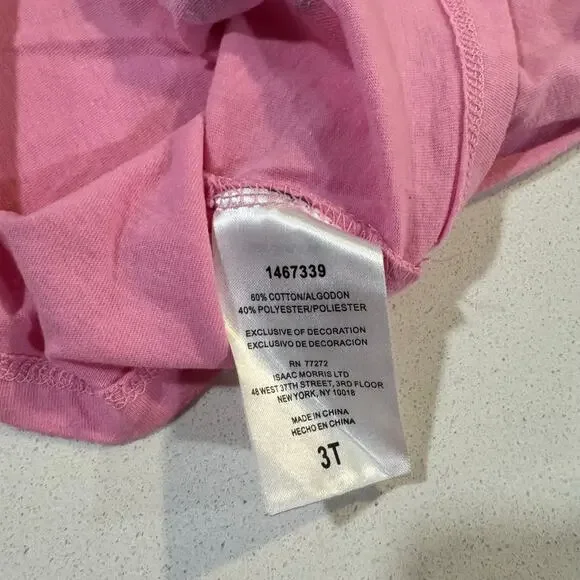 1467339
60% COTTON/ALGODON
40% POLYESTER/POLIESTER
EXCLUSIVE OF DECORATION
EXCLUSIVO DE DECORACIÓN
RN 77272
ISAAC MORRIS LTD
48 WEST 37TH STREET, 3RD FLOOR
NEW YORK, NY 10018
MADE IN CHINA
HECHO EN CHINA
3T